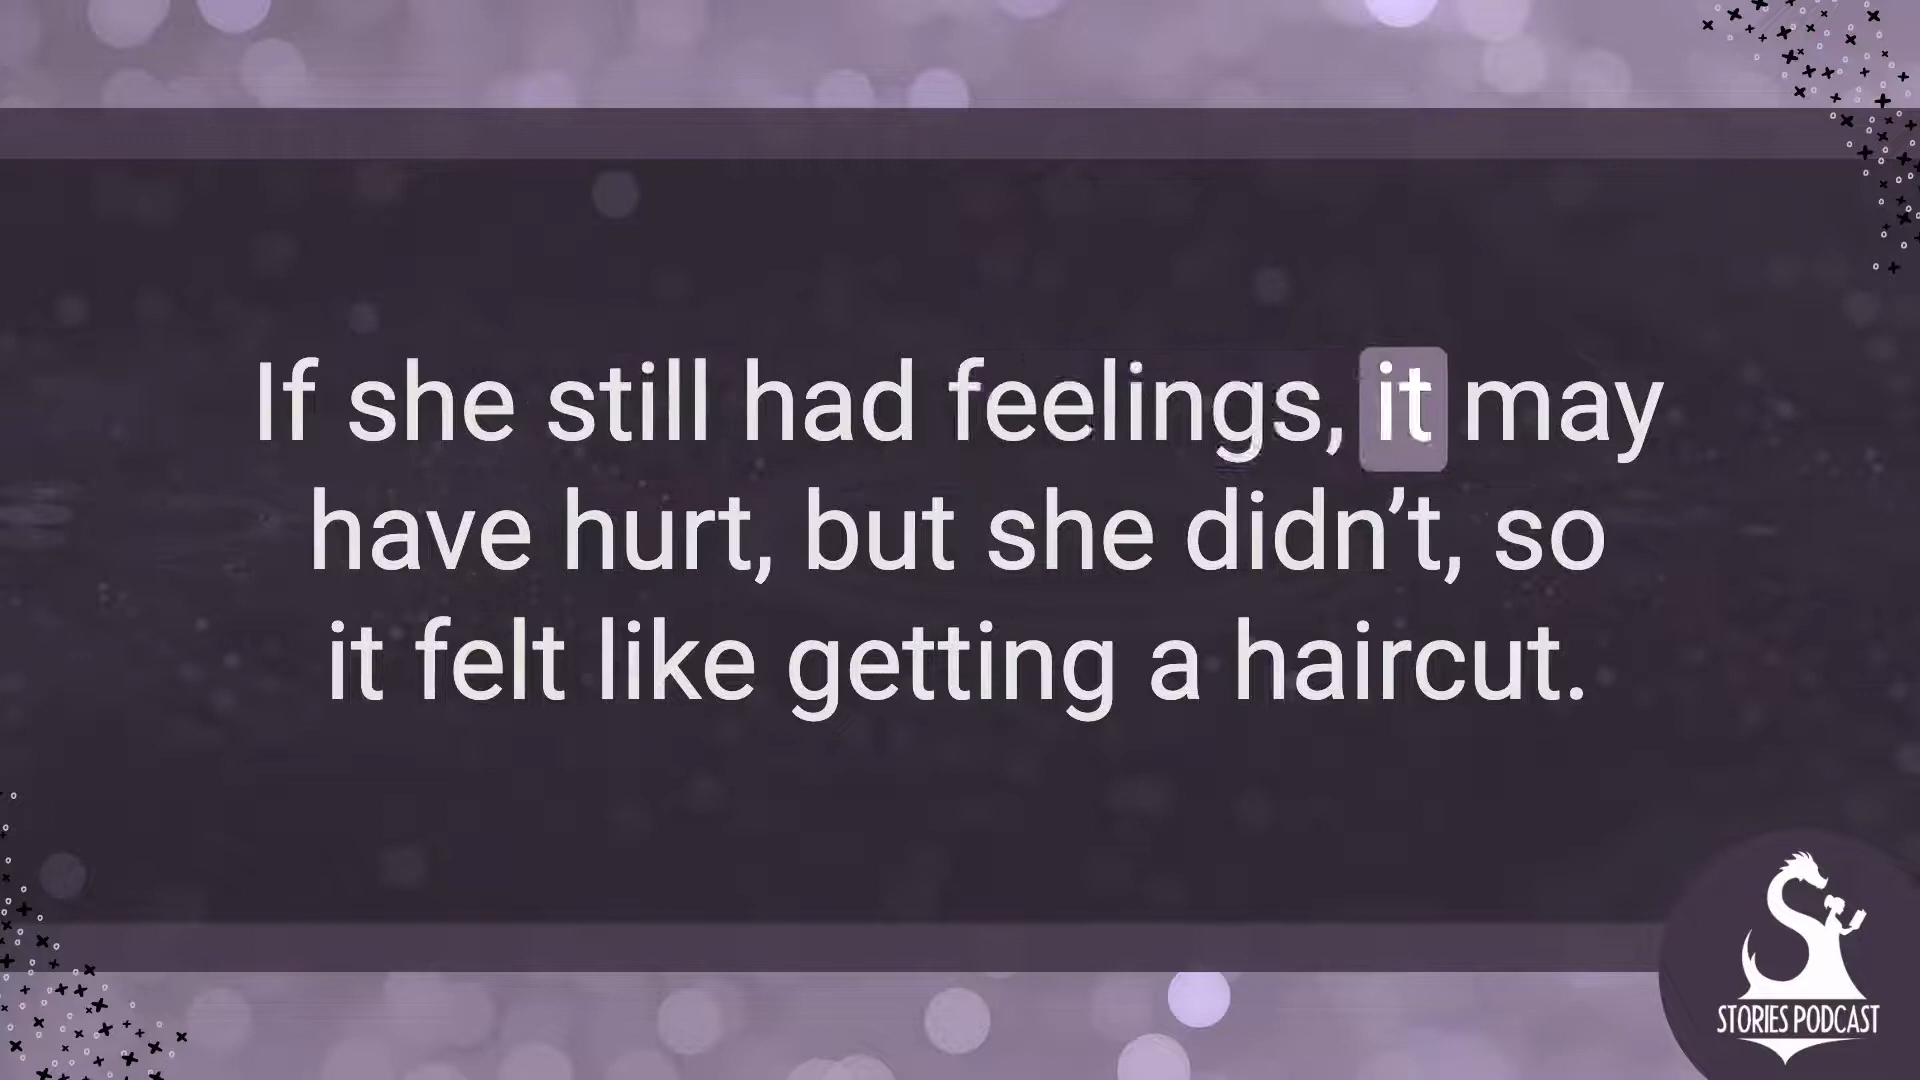 If she still had feelings, it may
have hurt, but she didn’t, so
it felt like getting a haircut.
STORIES PODCAST